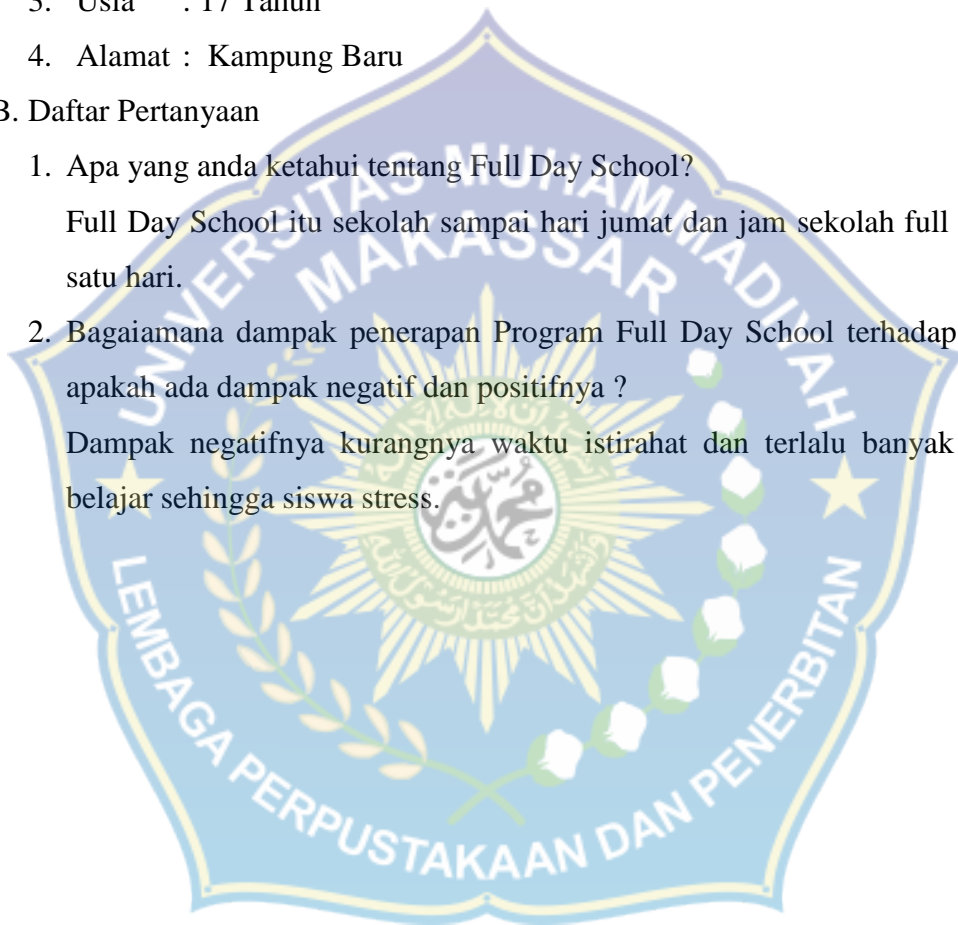 3. Usia : 17 Tahun
4. Alamat : Kampung Baru
B. Daftar Pertanyaan
1. Apa yang anda ketahui tentang Full Day School?
Full Day School itu sekolah sampai hari jumat dan jam sekolah full
satu hari.
2. Bagaiamana dampak penerapan Program Full Day School terhadap
apakah ada dampak negatif dan positifnya ?
Dampak negatifnya kurangnya waktu istirahat dan terlalu banyak
belajar sehingga siswa stress.
UNIVERSITAS MUHAMMADIYAH
MAKASSAR
LEMBAGA PERPUSTAKAAN DAN PENERBITAN